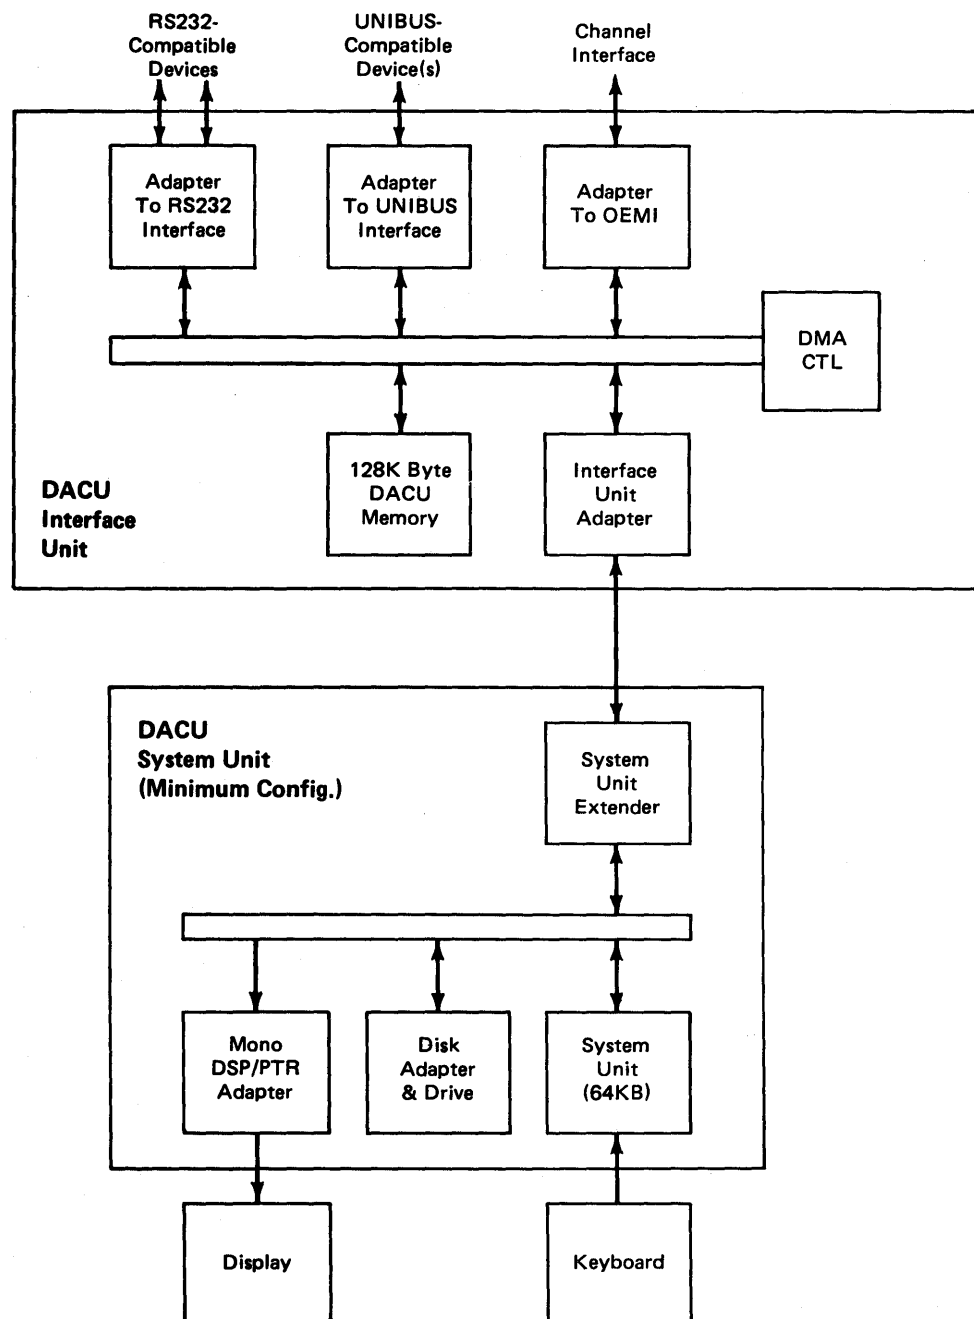 RS232-
Compatible
Devices
UNIBUS-
Compatible
Device(s)
Channel
Interface
Adapter
To RS232
Interface
Adapter
To UNIBUS
Interface
Adapter
To OEMI
DMA
CTL
128K Byte
DACU
Memory
Interface
Unit
Adapter
DACU
Interface
Unit
DACU
System Unit
(Minimum Config.)
System
Unit
Extender
Mono
DSP/PTR
Adapter
Disk
Adapter
& Drive
System
Unit
(64KB)
Display
Keyboard